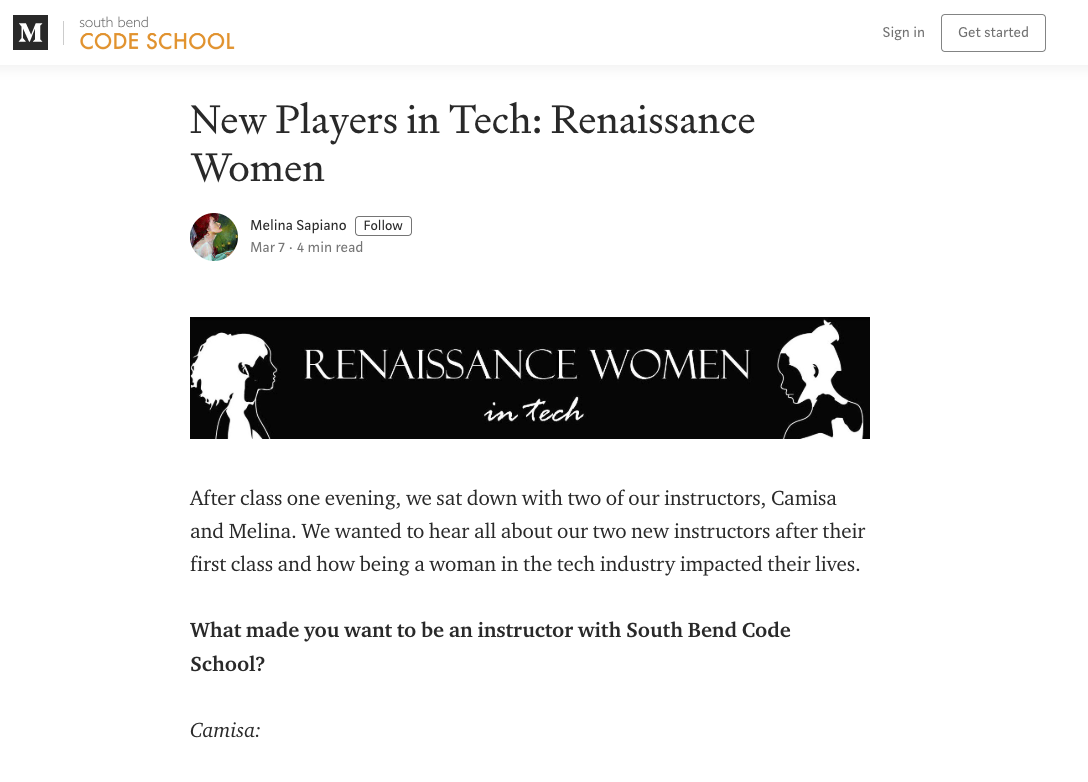 M
south bend
CODE SCHOOL
Sign in
Get started
New Players in Tech: Renaissance
Women
Melina Sapiano
Follow
Mar 7 · 4 min read
RENAISSANCE WOMEN
in tech
After class one evening, we sat down with two of our instructors, Camisa
and Melina. We wanted to hear all about our two new instructors after their
first class and how being a woman in the tech industry impacted their lives.
What made you want to be an instructor with South Bend Code
School?
Camisa: